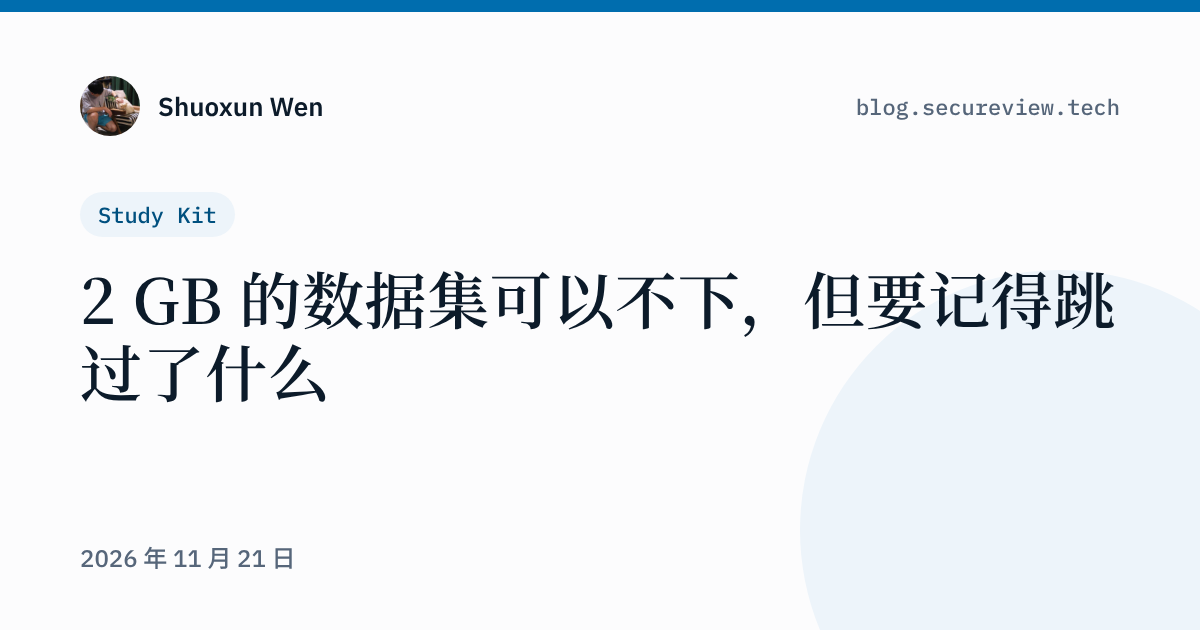 Shuoxun Wen
blog.secureview.tech
Study Kit
2 GB 的数据集可以不下，但要记得跳
过了什么
2026 年 11 月 21 日